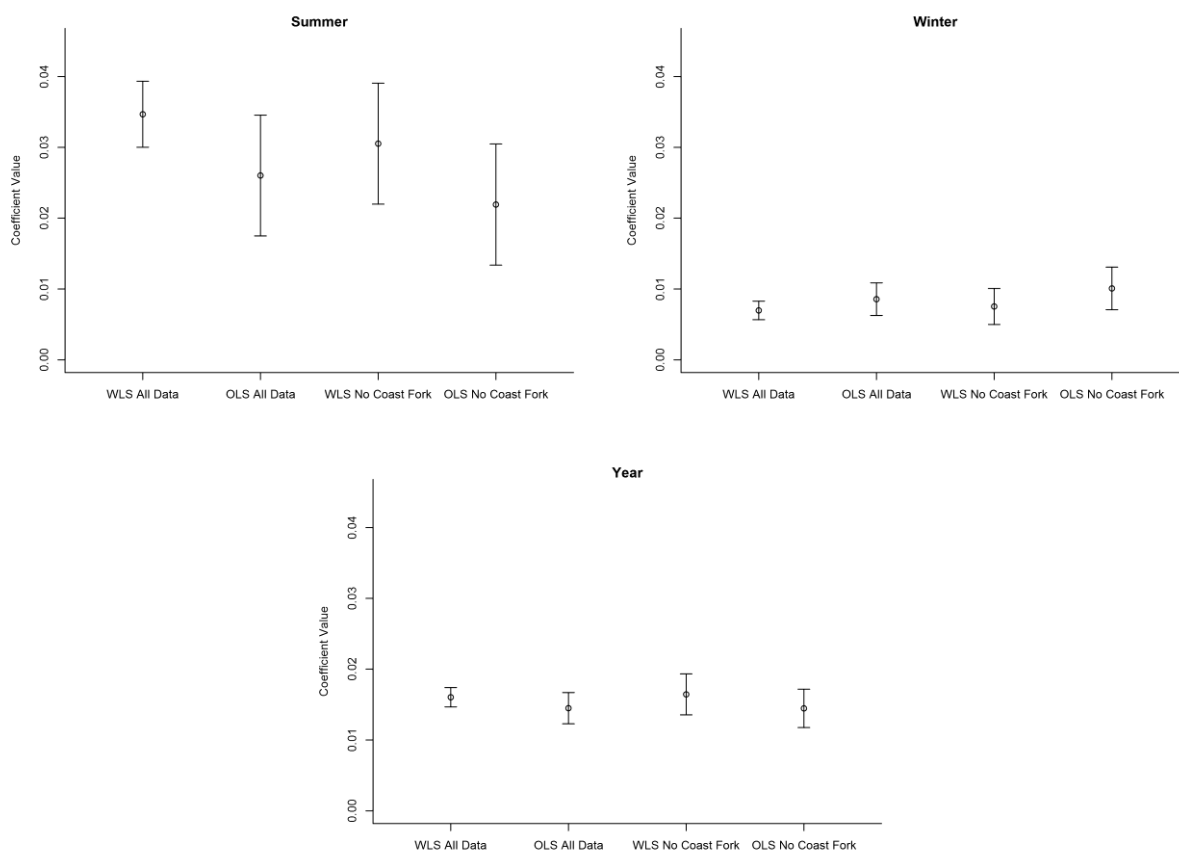 Summer
Coefficient Value
0.04
0.03
0.02
0.01
0.00
WLS All Data OLS All Data WLS No Coast Fork OLS No Coast Fork
Winter
Coefficient Value
0.04
0.03
0.02
0.01
0.00
WLS All Data OLS All Data WLS No Coast Fork OLS No Coast Fork
Year
Coefficient Value
0.04
0.03
0.02
0.01
0.00
WLS All Data OLS All Data WLS No Coast Fork OLS No Coast Fork